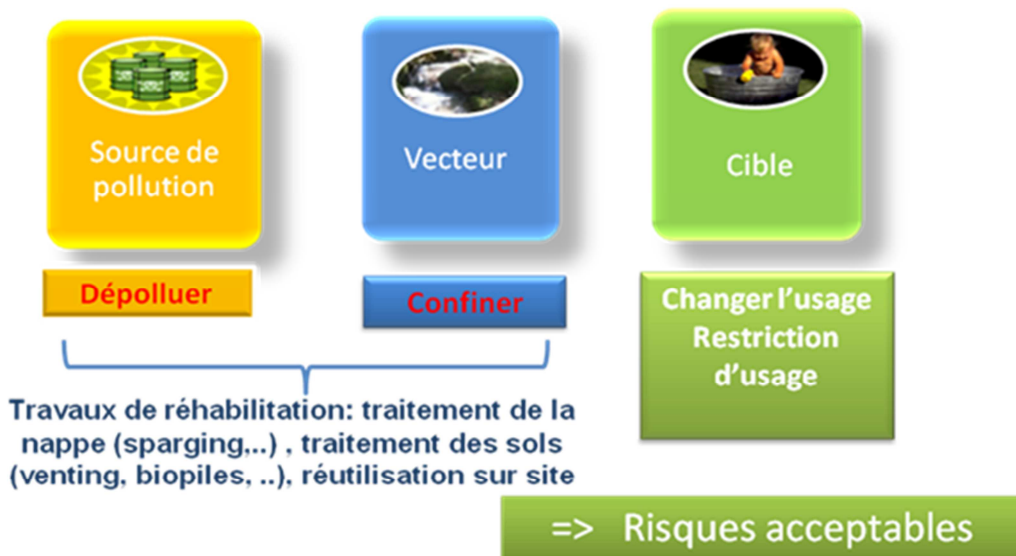 Source de
pollution
Vecteur
Cible
Dépolluer
Confiner
Changer l'usage
Restriction
d'usage
Travaux de réhabilitation: traitement de la
nappe (sparging,..) , traitement des sols
(venting, biopiles, ..), réutilisation sur site
=> Risques acceptables